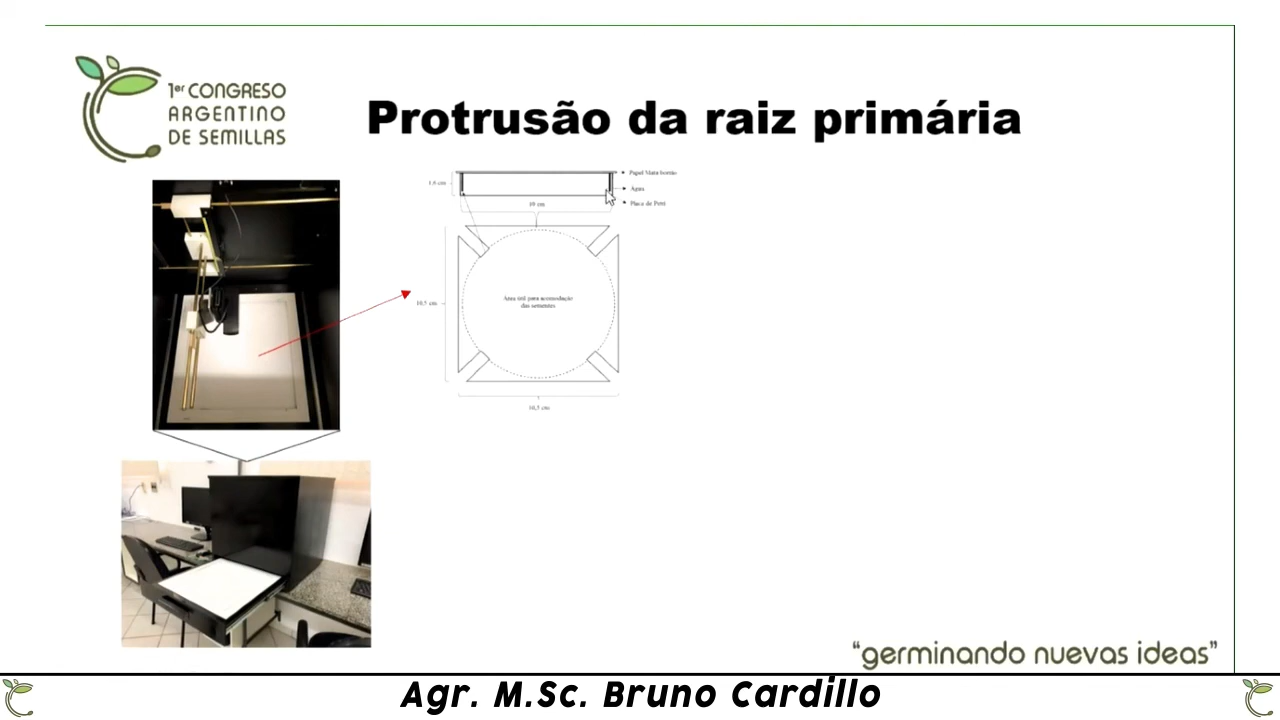 1er CONGRESO
ARGENTINO
DE SEMILLAS
Protrusão da raiz primária
Papel Mata borrão
Água
Placa de Petri
10 cm
Área útil para acomodação
das sementes
10,5 cm
10,5 cm
"germinando nuevas ideas"
Agr. M.Sc. Bruno Cardillo